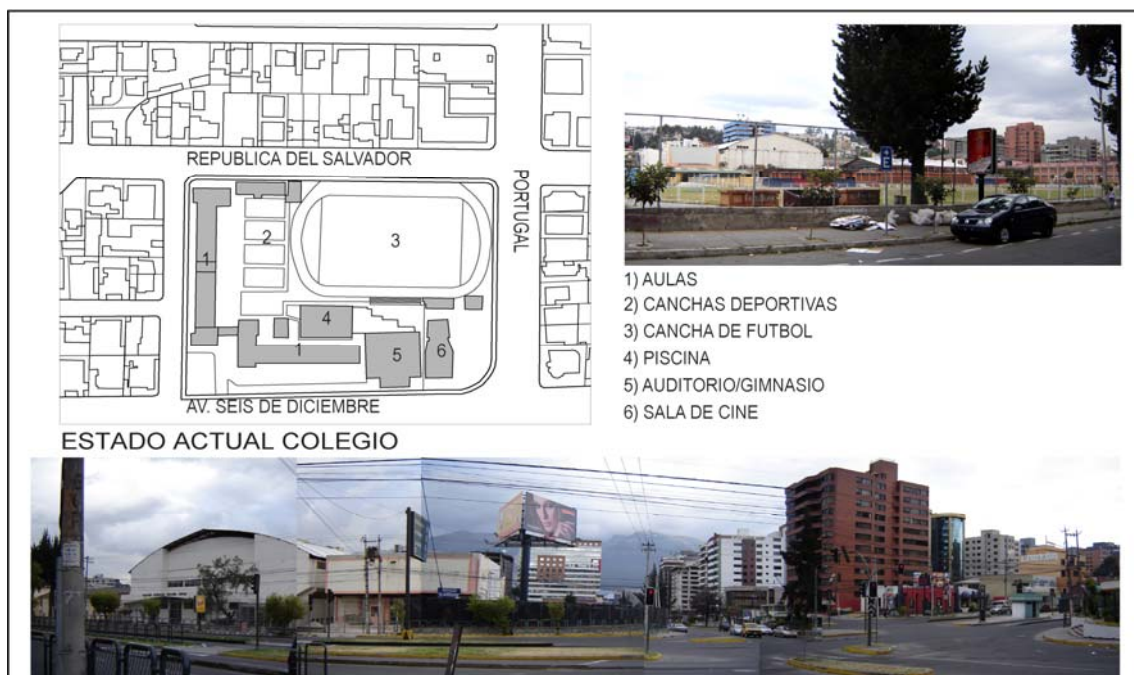 REPUBLICA DEL SALVADOR
PORTUGAL
1
2
3
4
1
5
6
AV. SEIS DE DICIEMBRE
ESTADO ACTUAL COLEGIO
E
1) AULAS
2) CANCHAS DEPORTIVAS
3) CANCHA DE FUTBOL
4) PISCINA
5) AUDITORIO/GIMNASIO
6) SALA DE CINE